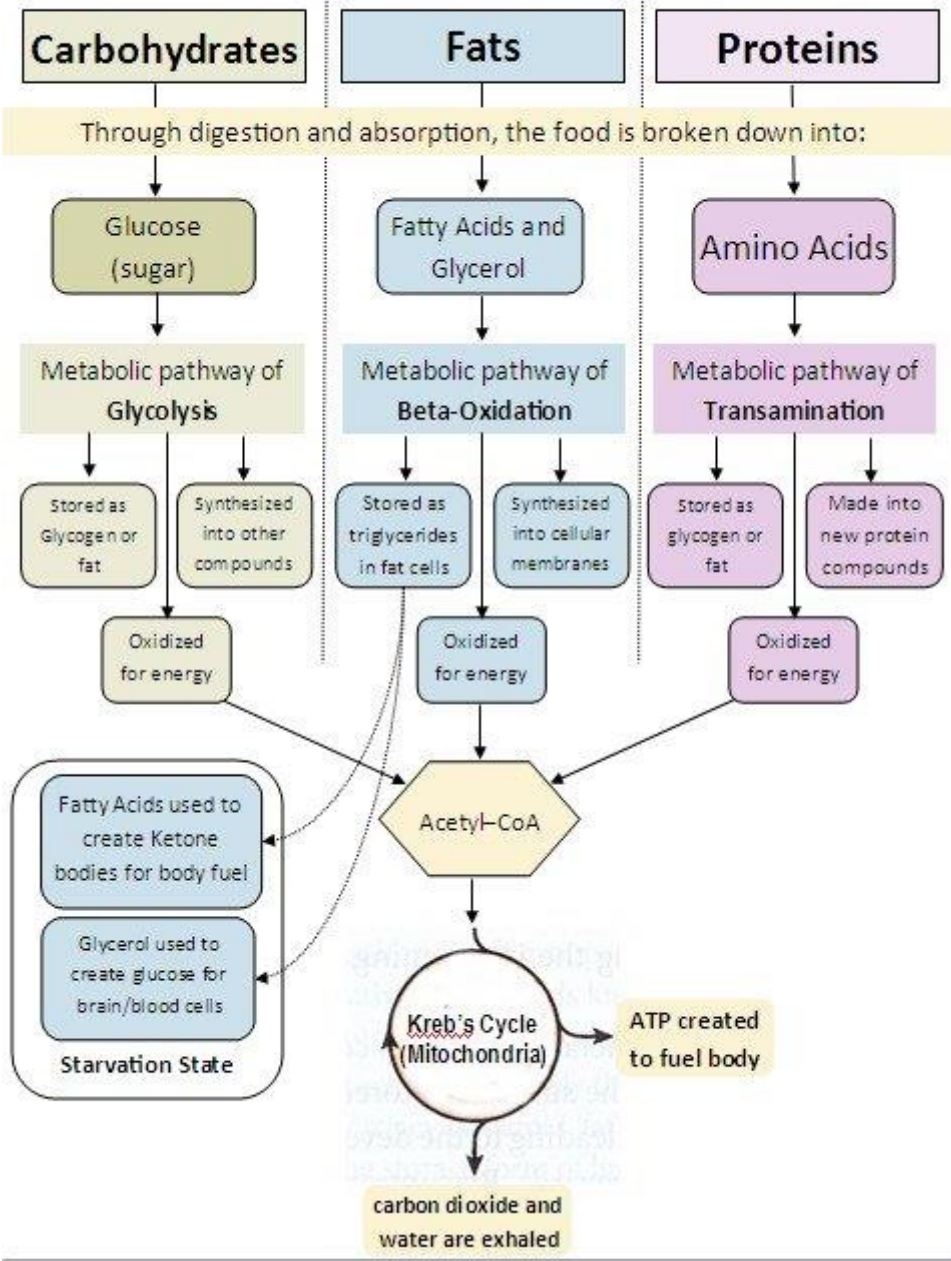 Carbohydrates
Fats
Proteins
Through digestion and absorption, the food is broken down into:
Glucose
(sugar)
Fatty Acids and
Glycerol
Amino Acids
Metabolic pathway of
Glycolysis
Metabolic pathway of
Beta-Oxidation
Metabolic pathway of
Transamination
Stored as
Glycogen or
fat
Synthesized
into other
compounds
Stored as
triglycerides
in fat cells
Synthesized
into cellular
membranes
Stored as
glycogen or
fat
Made into
new protein
compounds
Oxidized
for energy
Oxidized
for energy
Oxidized
for energy
Fatty Acids used to
create Ketone
bodies for body fuel
Glycerol used to
create glucose for
brain/blood cells
Starvation State
Acetyl-CoA
Kreb's Cycle
(Mitochondria)
ATP created
to fuel body
carbon dioxide and
water are exhaled